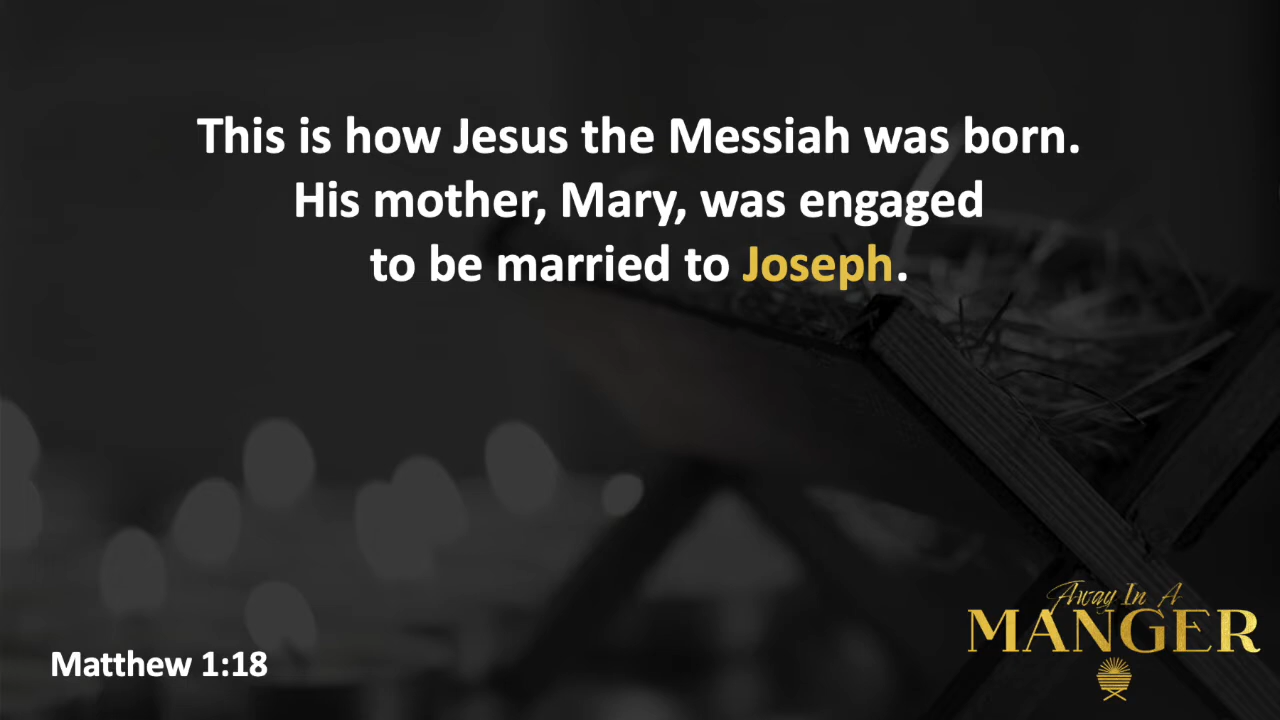 This is how Jesus the Messiah was born.
His mother, Mary, was engaged
to be married to Joseph.
Matthew 1:18
Away In A
MANGER